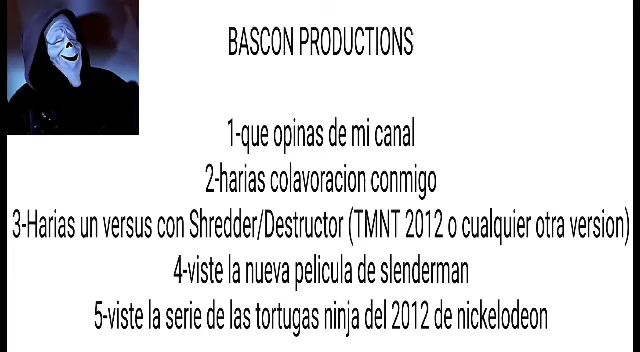 BASCON PRODUCTIONS
1-que opinas de mi canal
2-harias colavoracion conmigo
3-Harias un versus con Shredder/Destructor (TMNT 2012 o cualquier otra version)
4-viste la nueva pelicula de slenderman
5-viste la serie de las tortugas ninja del 2012 de nickelodeon